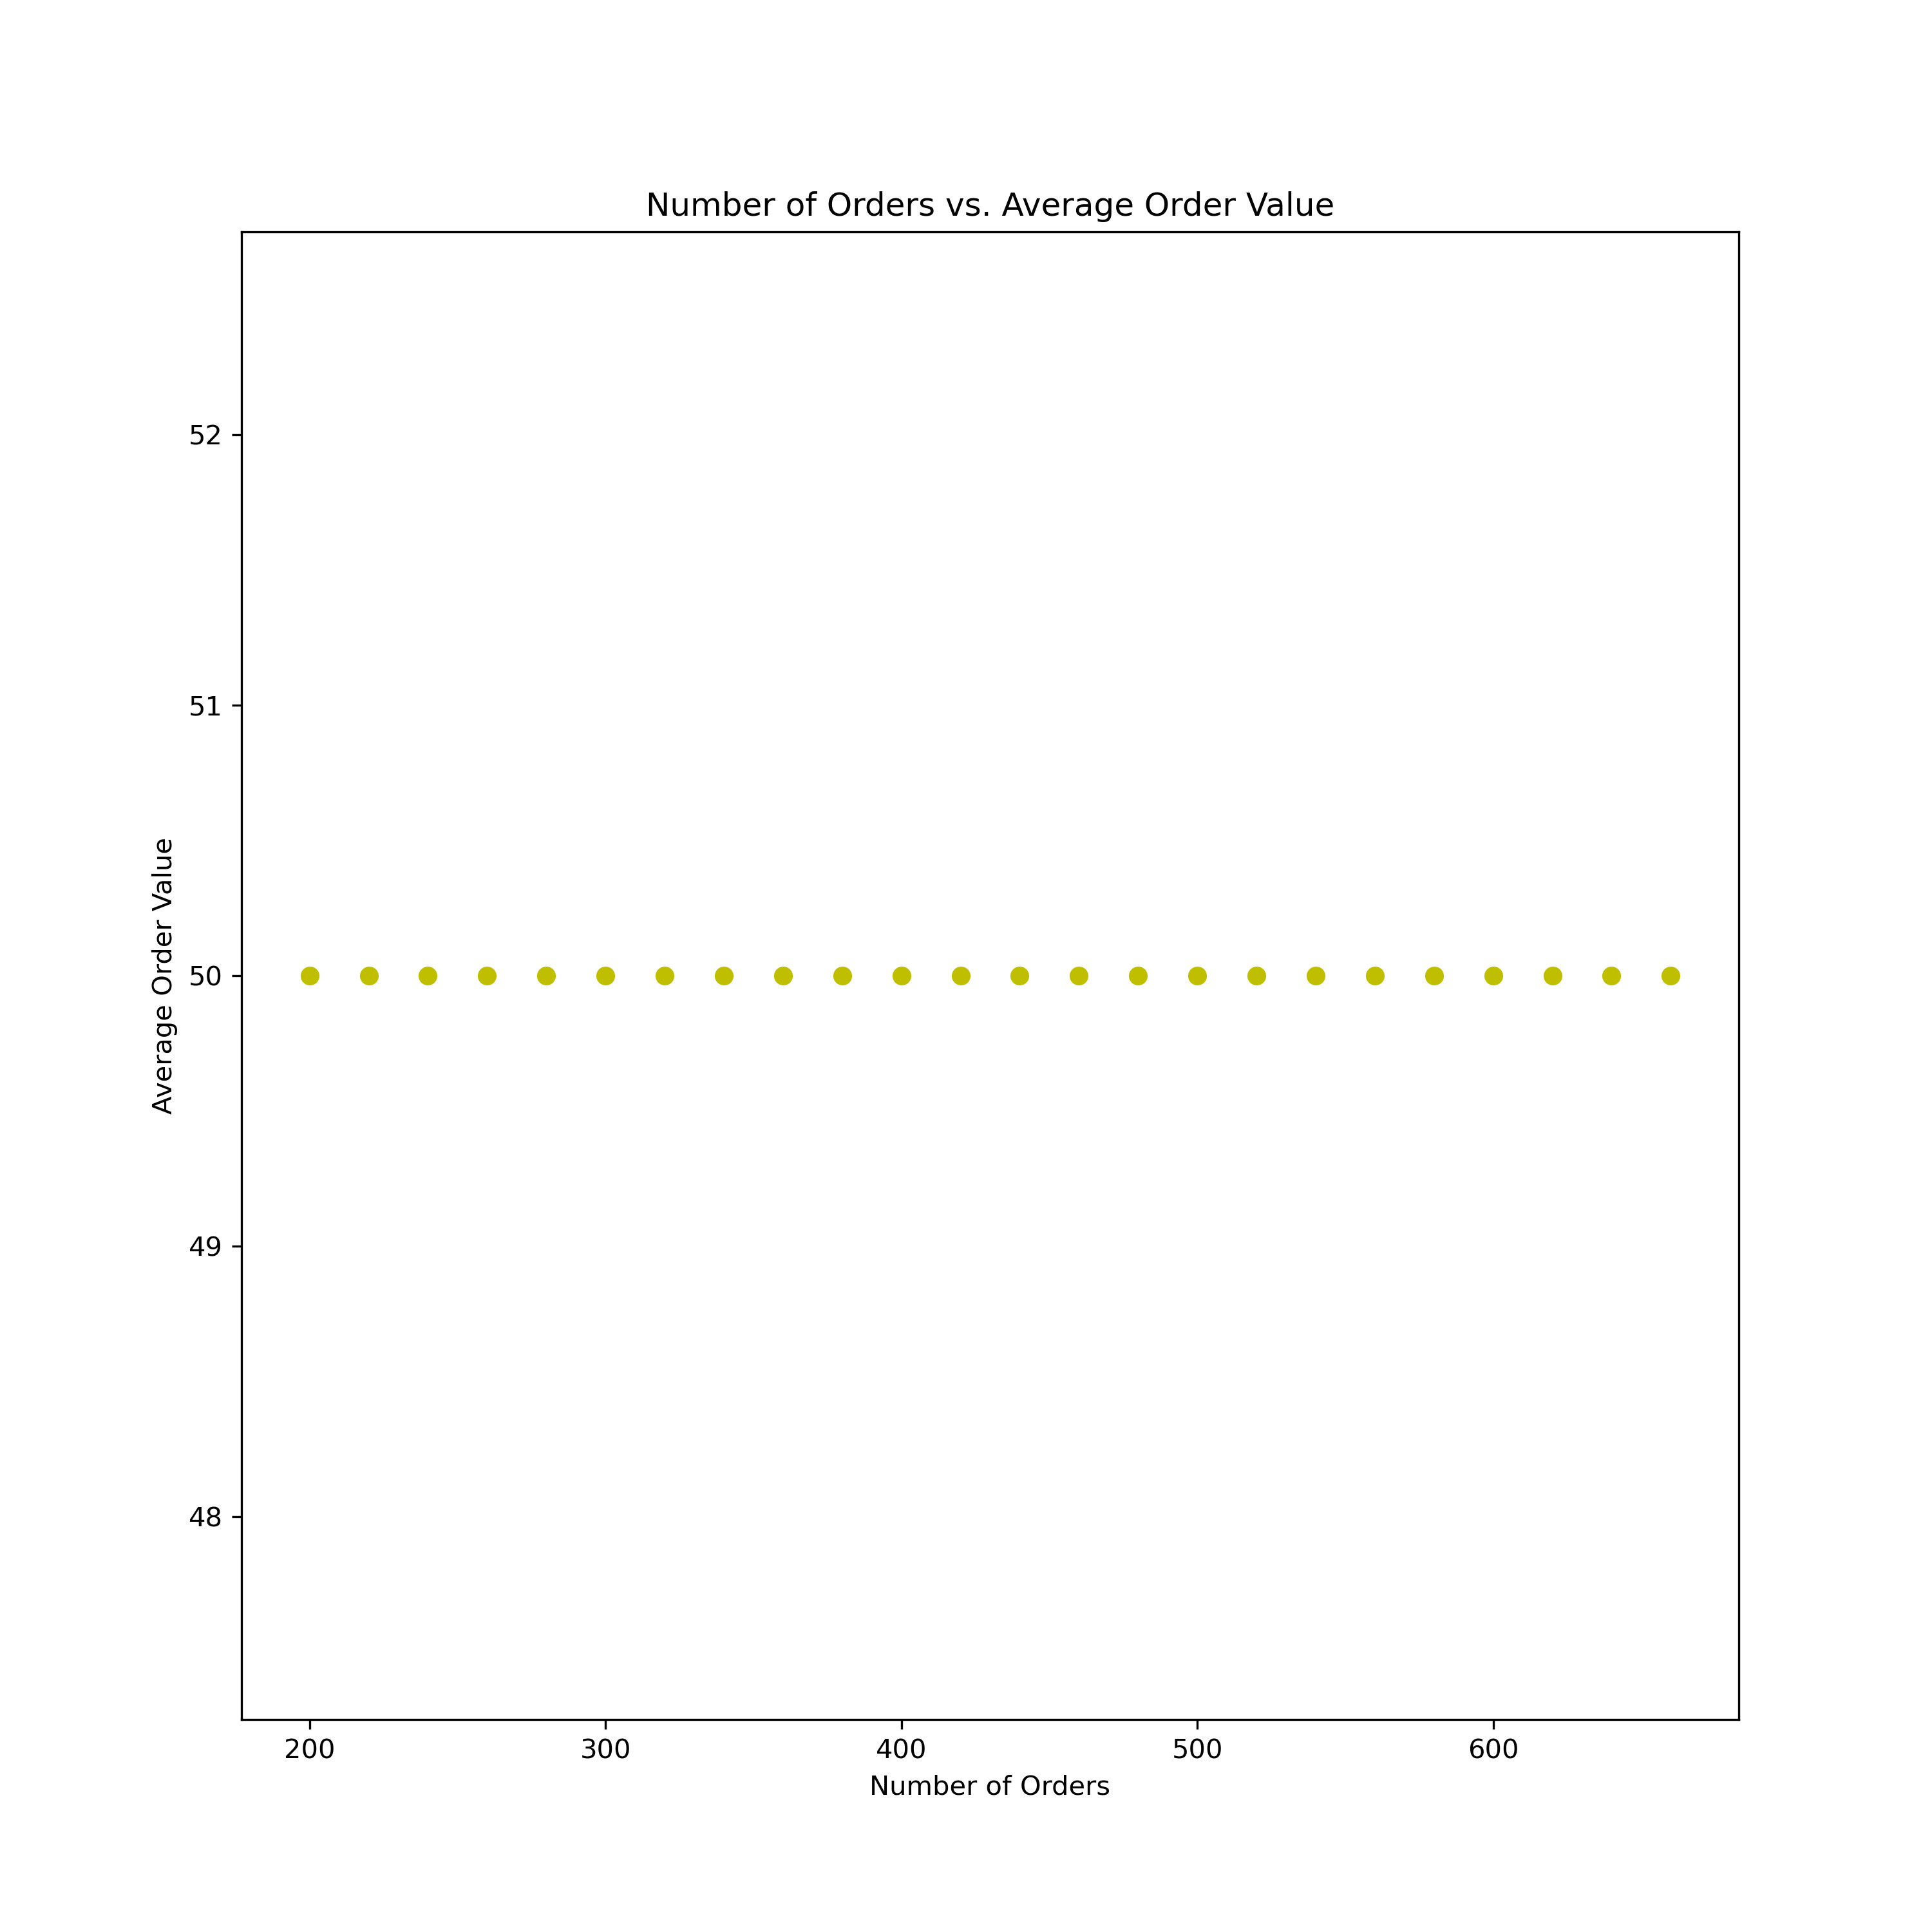 Number of Orders vs. Average Order Value
Average Order Value
52
51
50
49
48
200 300 400 500 600
Number of Orders